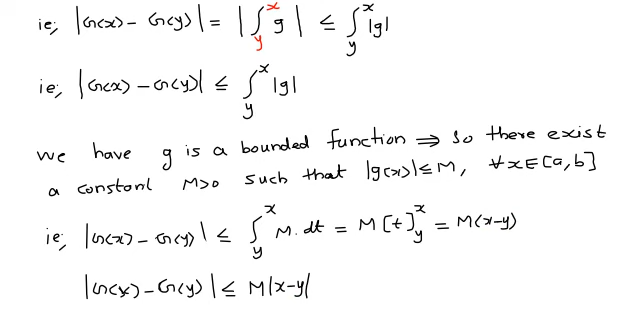 ie; |G(x) - G(y)| = |∫_y^x g| ≤ ∫_y^x |g|
ie; |G(x) - G(y)| ≤ ∫_y^x |g|
we have g is a bounded function ⇒ so there exist
a constant M>0 such that |g(x)| ≤ M, ∀x∈[a,b]
ie; |G(x) - G(y)| ≤ ∫_y^x M. dt = M[t]_y^x = M(x-y)
|G(x) - G(y)| ≤ M|x-y|